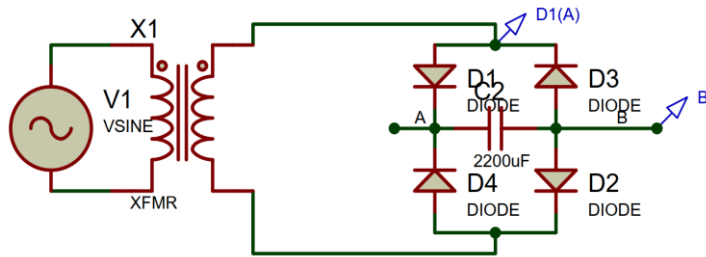 X1
D1(A)
V1
VSINE
D1
DIODE
C2
D3
DIODE
A
B
B
2200uF
D4
DIODE
D2
DIODE
XFMR